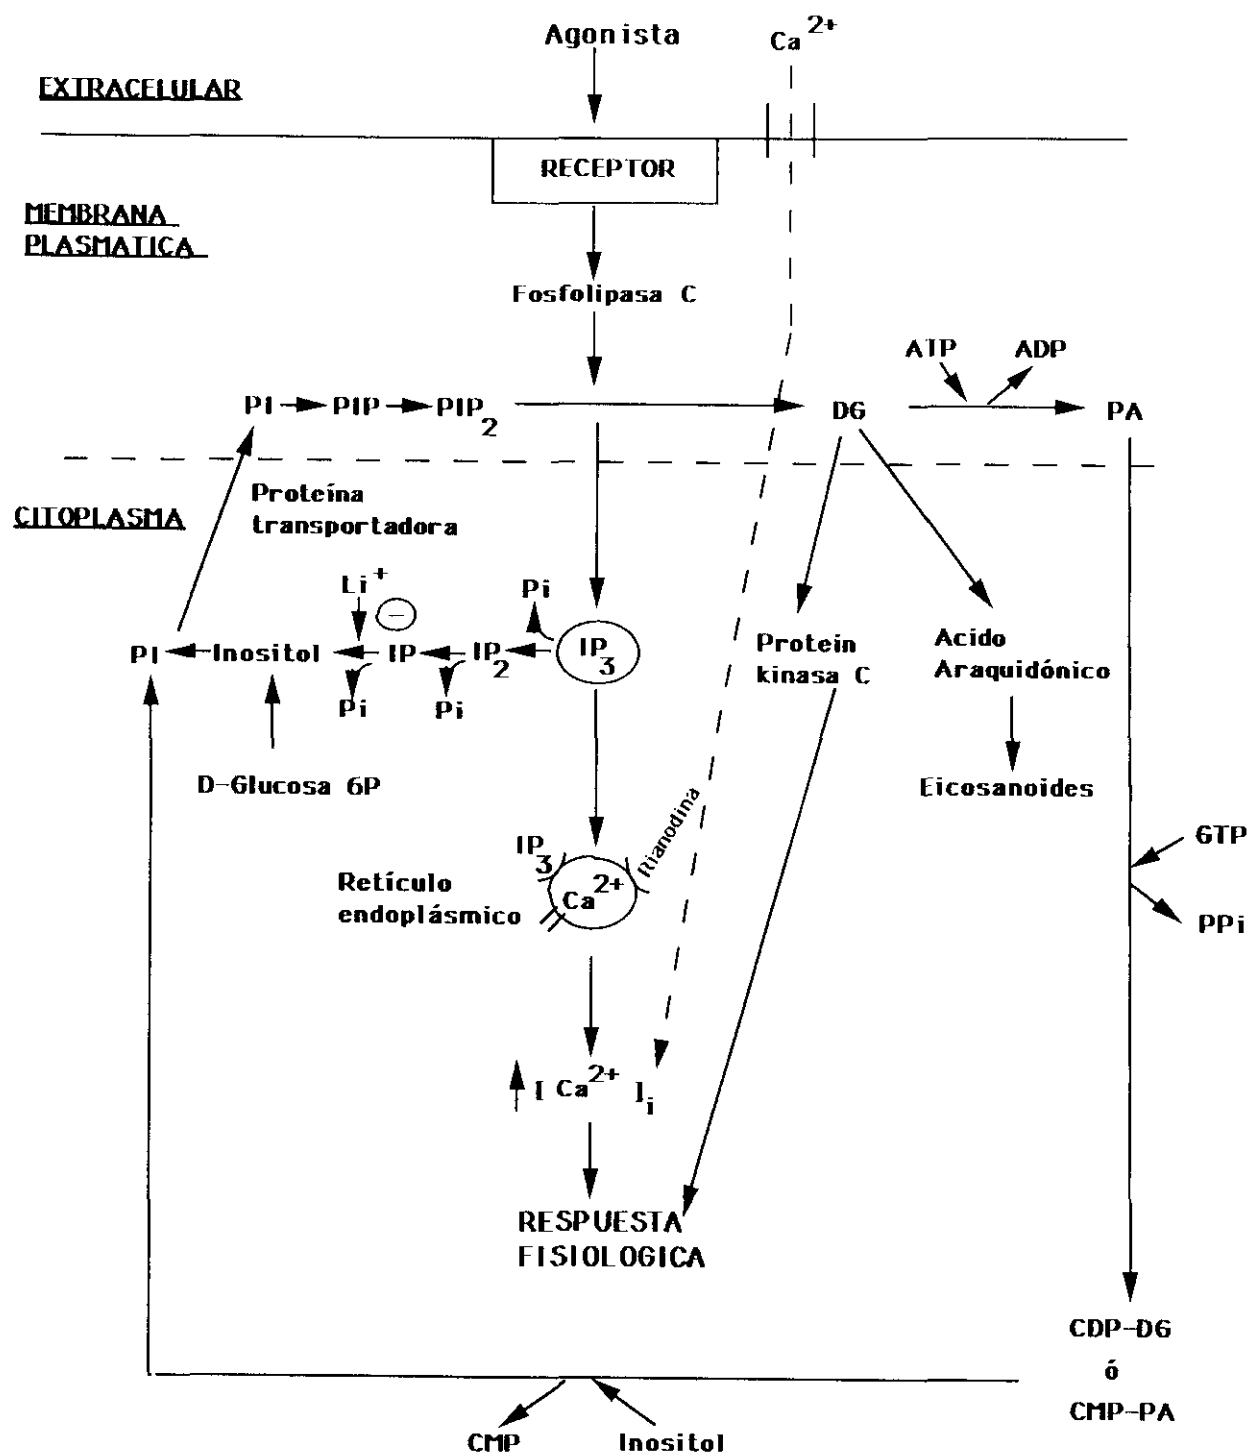 Agonista
Ca2+
EXTRACELULAR
RECEPTOR
MEMBRANA
PLASMATICA
Fosfolipasa C
ATP
ADP
PI
PIP
PIP2
DG
PA
Proteína
transportadora
CITOPLASMA
Li+
−
Pi
PI
Inositol
IP
IP2
IP3
Pi
Pi
Protein
kinasa C
Acido
Araquidónico
D-Glucosa 6P
Eicosanoides
IP3
Rianodina
GTP
Retículo
endoplásmico
Ca2+
PPi
[ Ca2+ ]i
RESPUESTA
FISIOLOGICA
CDP-DG
ó
CMP-PA
CMP
Inositol